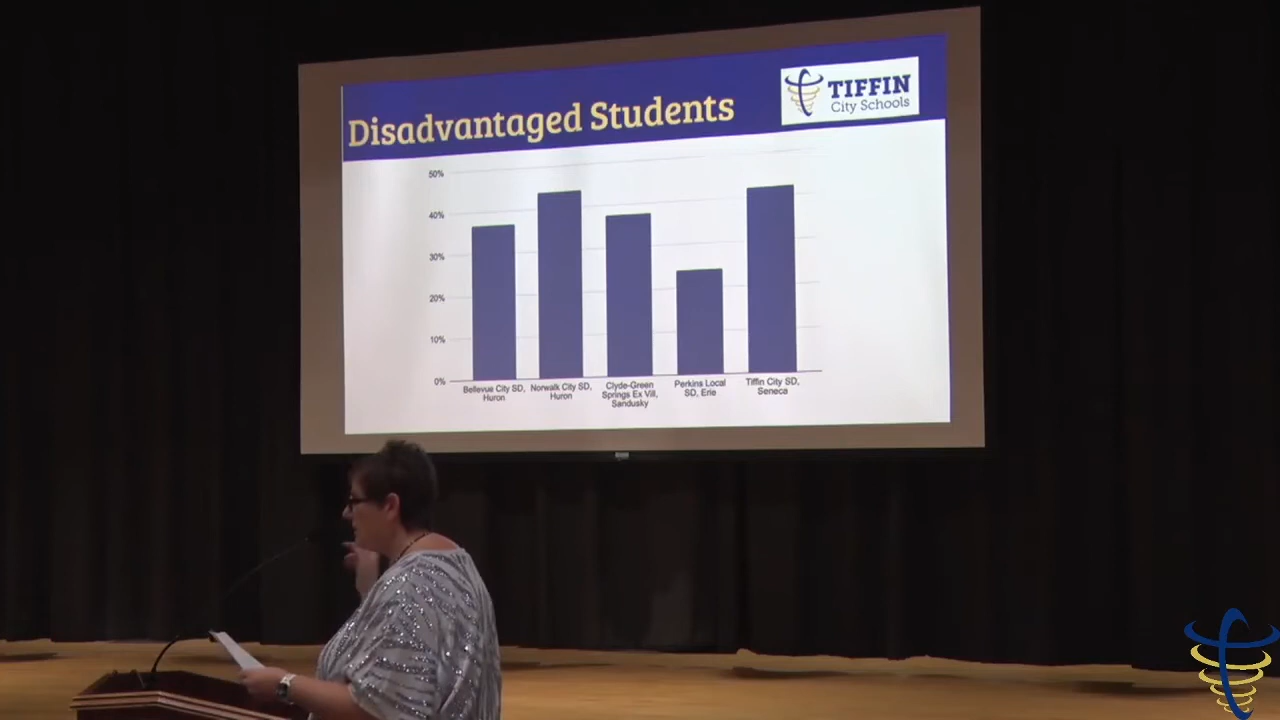 Disadvantaged Students
TIFFIN
City Schools
50%
40%
30%
20%
10%
0%
Bellevue City SD,
Huron
Norwalk City SD,
Huron
Clyde-Green
Springs Ex Vill,
Sandusky
Perkins Local
SD, Erie
Tiffin City SD,
Seneca